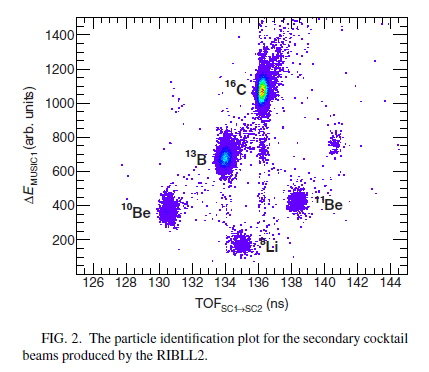 1400
1200
1000
800
600
400
200
ΔE_MUSIC1 (arb. units)
16C
13B
10Be
11Be
8Li
126 128 130 132 134 136 138 140 142 144
TOF_SC1→SC2 (ns)
FIG. 2. The particle identification plot for the secondary cocktail
beams produced by the RIBLL2.